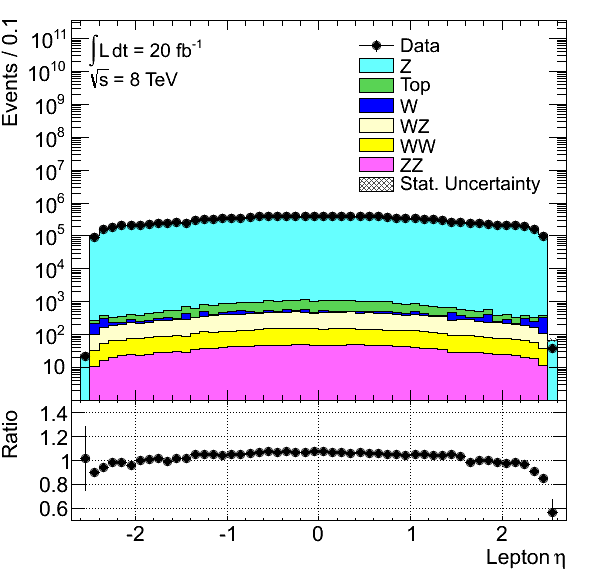 Events / 0.1
10¹¹
10¹⁰
10⁹
10⁸
10⁷
10⁶
10⁵
10⁴
10³
10²
10
∫L dt = 20 fb⁻¹
√s = 8 TeV
Data
Z
Top
W
WZ
WW
ZZ
Stat. Uncertainty
Ratio
1.4
1.2
1
0.8
0.6
-2 -1 0 1 2
Lepton η